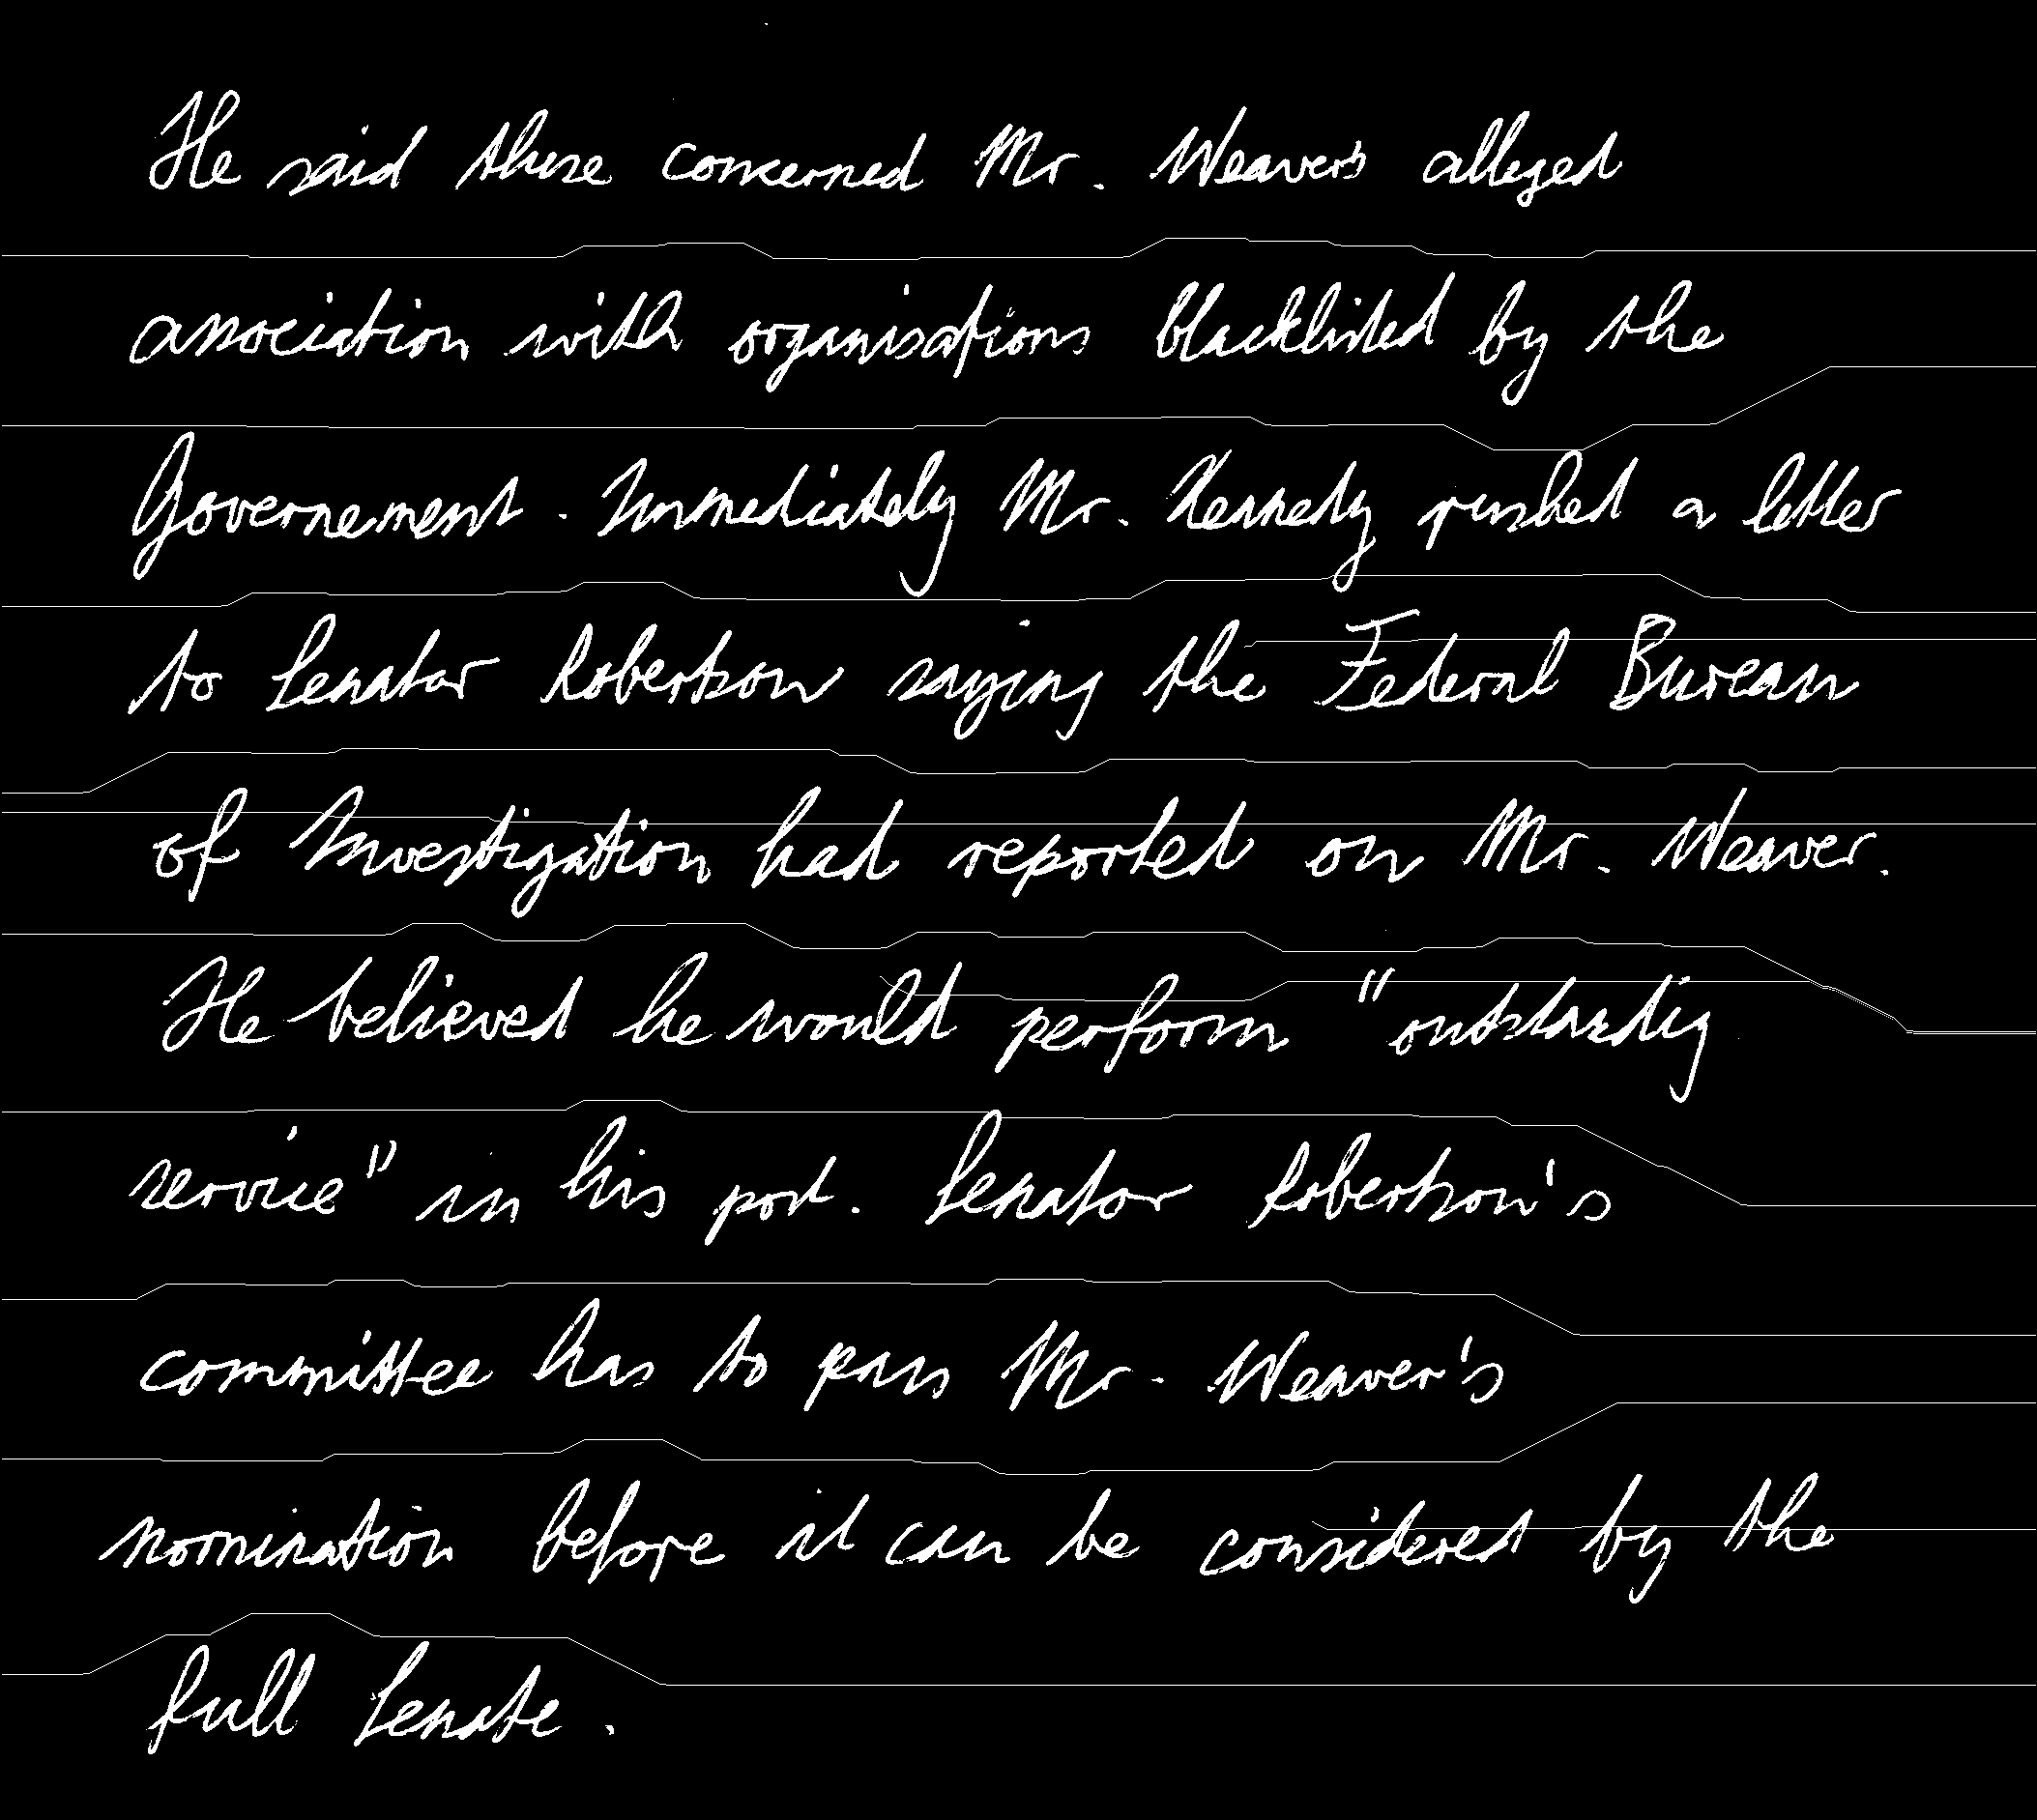 He said these concerned Mr. Weaver's alleged
association with organisations blacklisted by the
Governement. Immediately Mr. Kennedy rushed a letter
to Senator Robertson saying the Federal Bureau
of Investigation had reported on Mr. Weaver.
He believed he would perform "outstandig
service" in his post. Senator Robertson's
committee has to pass Mr. Weaver's
nomination before it can be considered by the
full Senate.